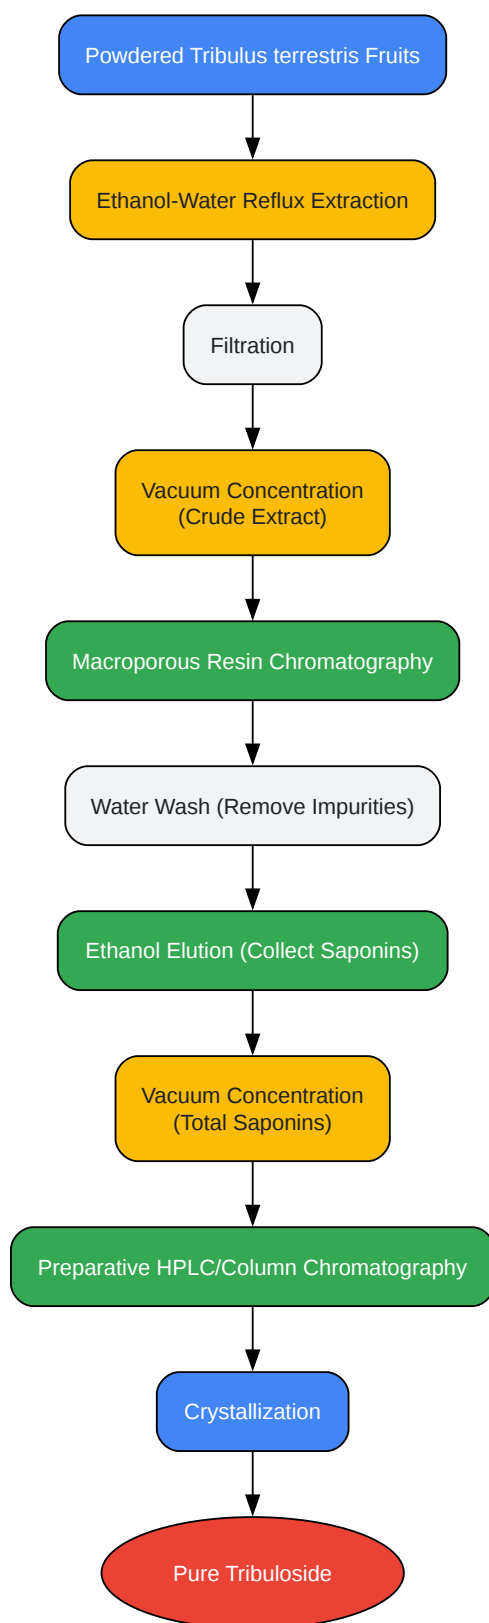 Powdered Tribulus terrestris Fruits
Ethanol-Water Reflux Extraction
Filtration
Vacuum Concentration
(Crude Extract)
Macroporous Resin Chromatography
Water Wash (Remove Impurities)
Ethanol Elution (Collect Saponins)
Vacuum Concentration
(Total Saponins)
Preparative HPLC/Column Chromatography
Crystallization
Pure Tribuloside